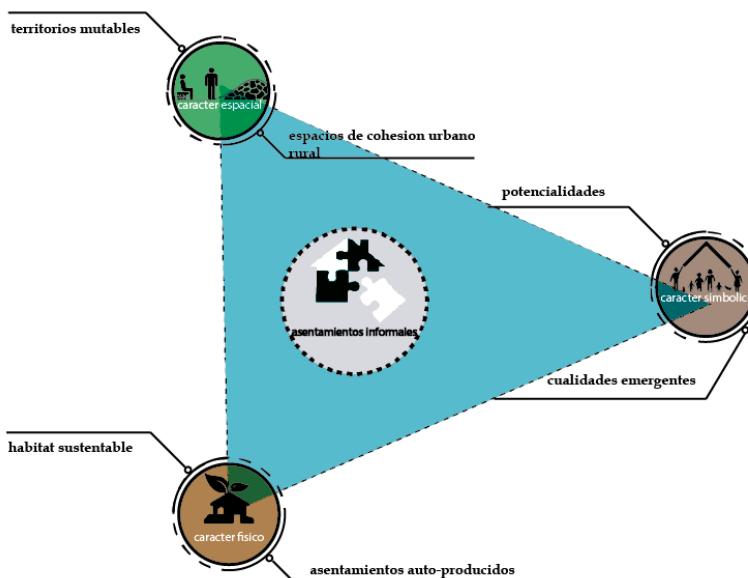 territorios mutables
caracter espacial
espacios de cohesion urbano
rural
potencialidades
caracter simbolic
asentamientos informales
cualidades emergentes
habitat sustentable
caracter fisico
asentamientos auto-producidos